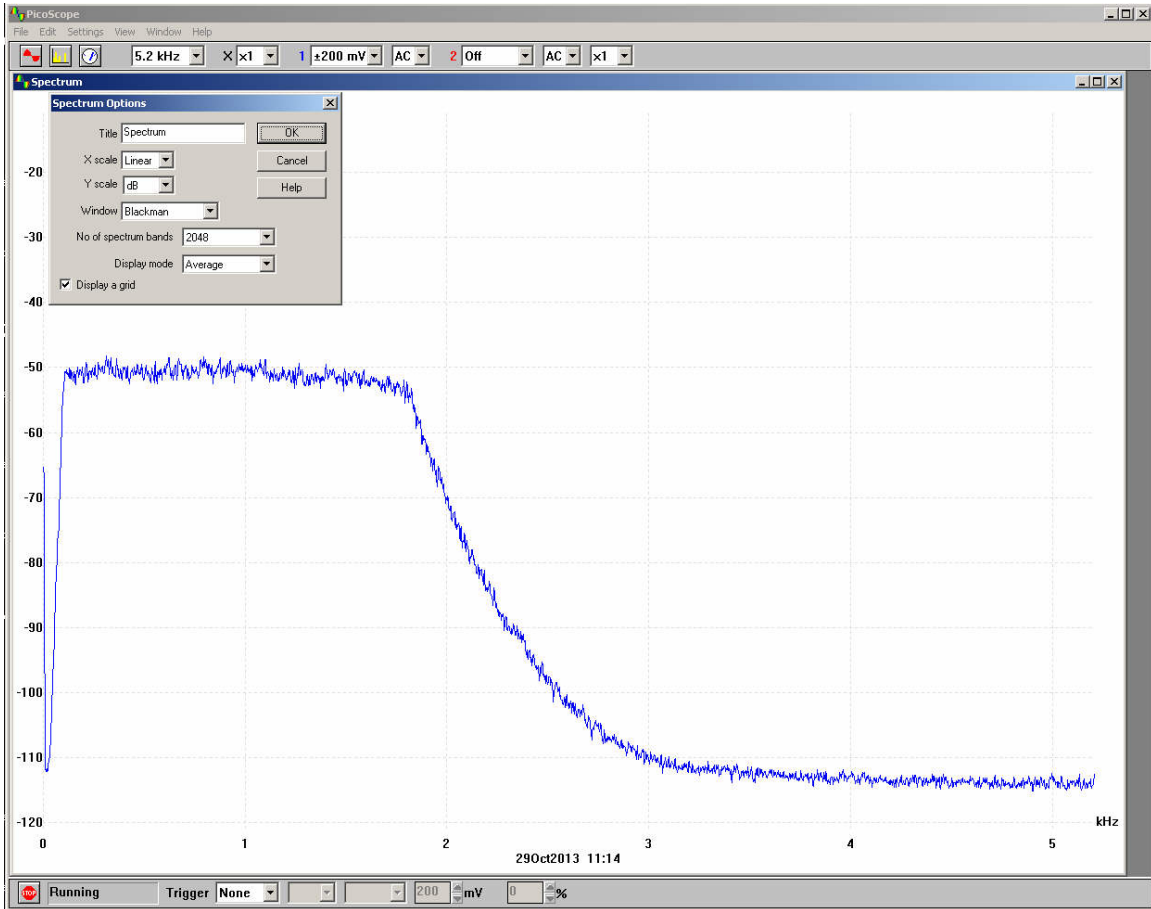 PicoScope
File Edit Settings View Window Help
5.2 kHz X x1 1 ±200 mV AC 2 Off AC x1
Spectrum
Spectrum Options
Title Spectrum OK
X scale Linear Cancel
Y scale dB Help
Window Blackman
No of spectrum bands 2048
Display mode Average
Display a grid
-20
-30
-40
-50
-60
-70
-80
-90
-100
-110
-120
kHz
0 1 2 3 4 5
29Oct2013 11:14
STOP Running Trigger None 200 mV 0 %